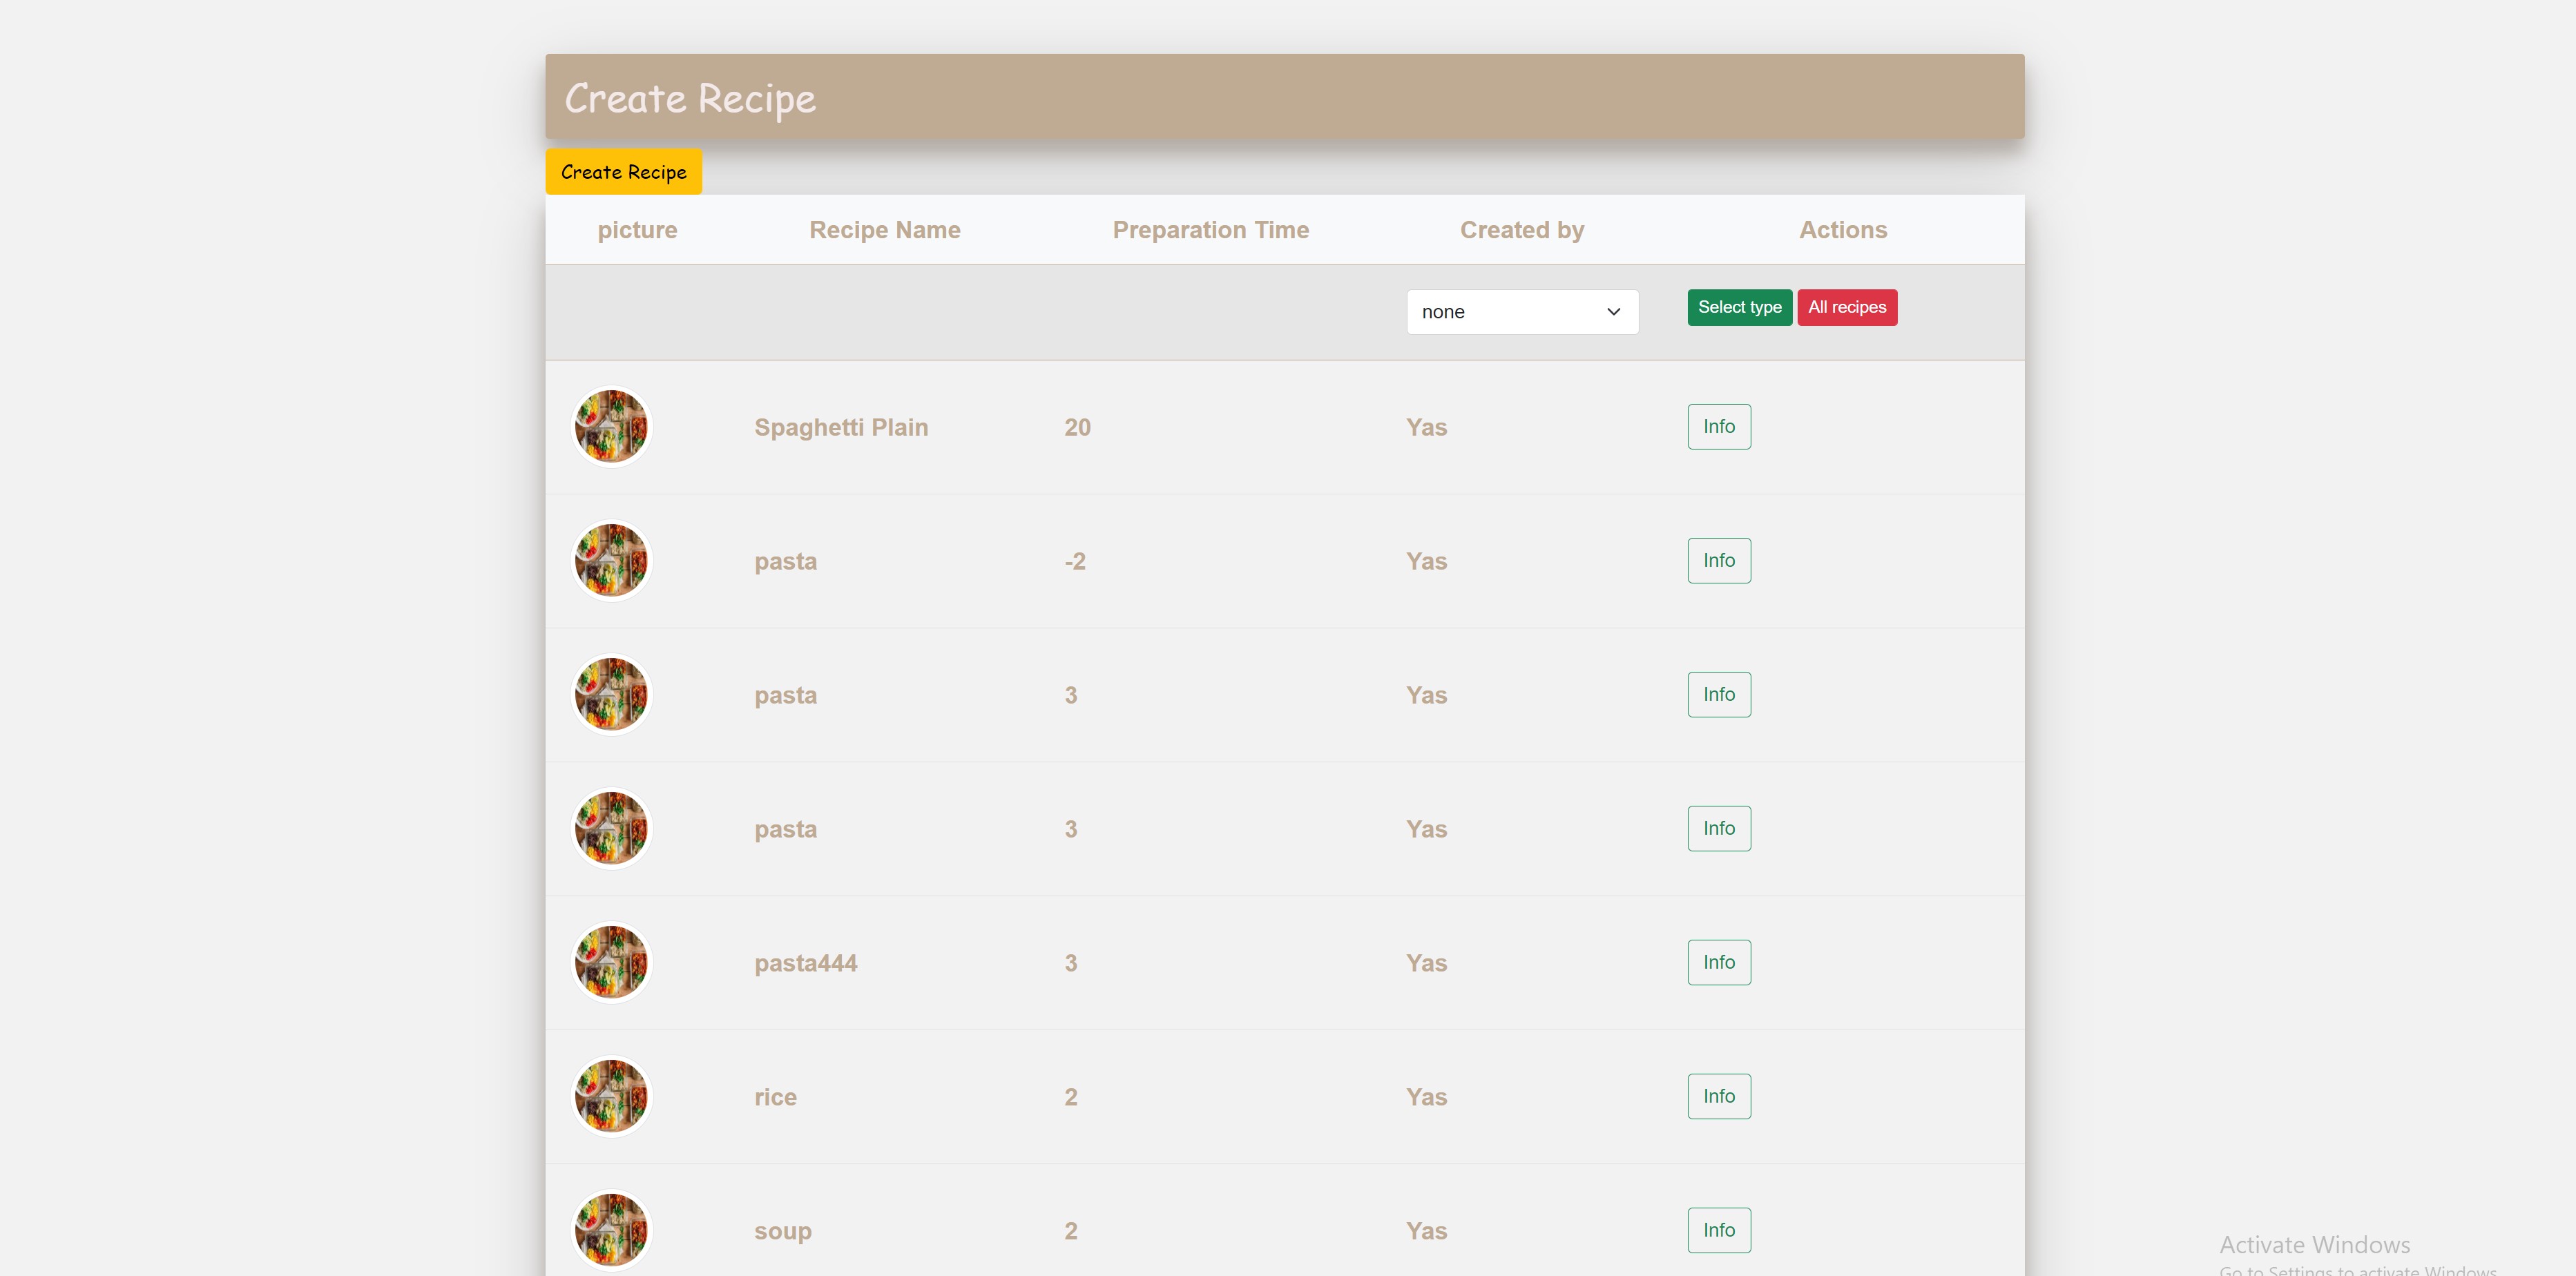 Create Recipe
Create Recipe
picture Recipe Name Preparation Time Created by Actions
none Select type All recipes
Spaghetti Plain 20 Yas Info
pasta -2 Yas Info
pasta 3 Yas Info
pasta 3 Yas Info
pasta444 3 Yas Info
rice 2 Yas Info
soup 2 Yas Info
Activate Windows
Go to Settings to activate Windows.